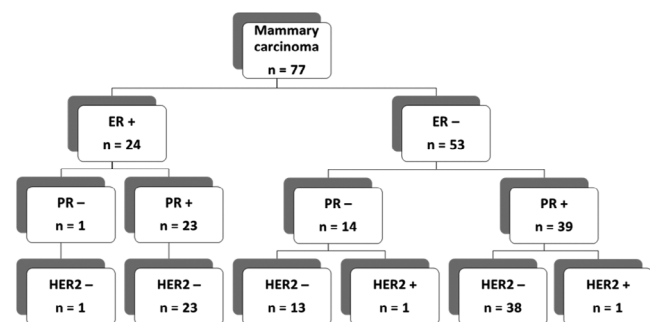 Mammary
carcinoma
n = 77
ER +
n = 24
ER –
n = 53
PR –
n = 1
PR +
n = 23
PR –
n = 14
PR +
n = 39
HER2 –
n = 1
HER2 –
n = 23
HER2 –
n = 13
HER2 +
n = 1
HER2 –
n = 38
HER2 +
n = 1